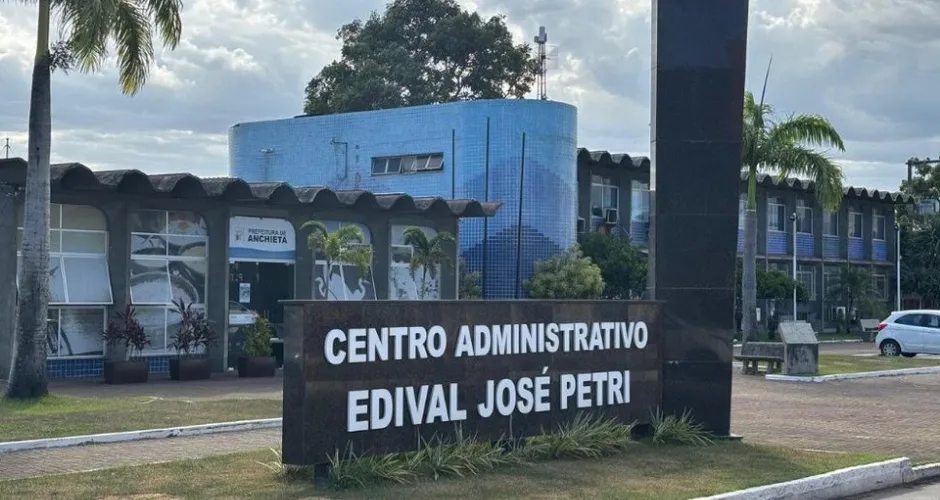 PREFEITURA DE
ANCHIETA
CENTRO ADMINISTRATIVO
EDIVAL JOSÉ PETRI